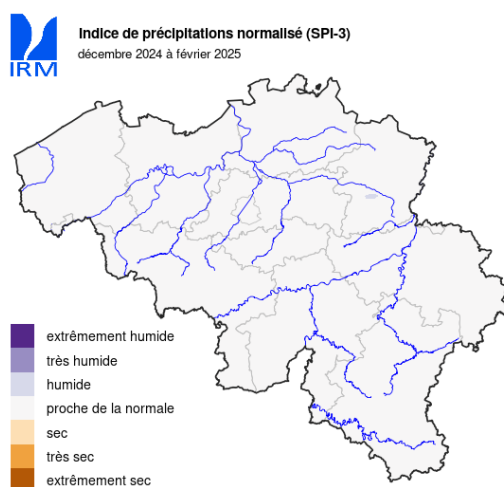 IRM
Indice de précipitations normalisé (SPI-3)
décembre 2024 à février 2025
extrêmement humide
très humide
humide
proche de la normale
sec
très sec
extrêmement sec